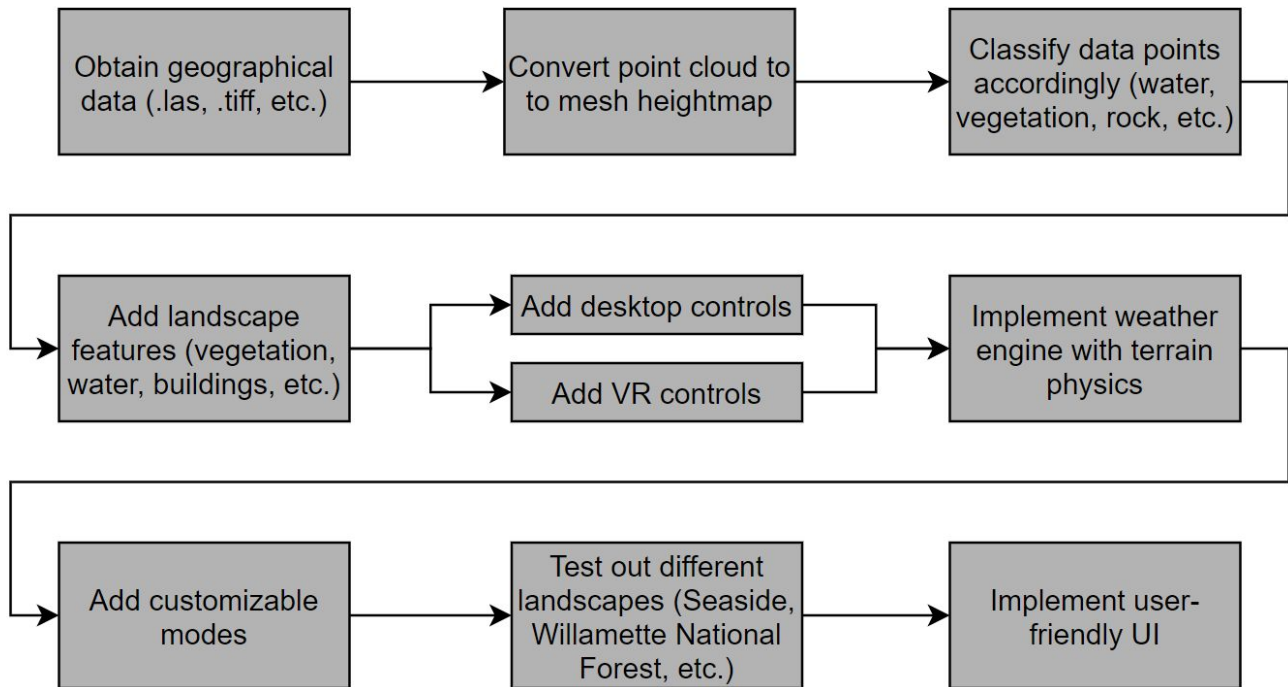 Obtain geographical
data (.las, .tiff, etc.)
Convert point cloud to
to mesh heightmap
Classify data points
accordingly (water,
vegetation, rock, etc.)
Add landscape
features (vegetation,
water, buildings, etc.)
Add desktop controls
Add VR controls
Implement weather
engine with terrain
physics
Add customizable
modes
Test out different
landscapes (Seaside,
Willamette National
Forest, etc.)
Implement user-
friendly UI